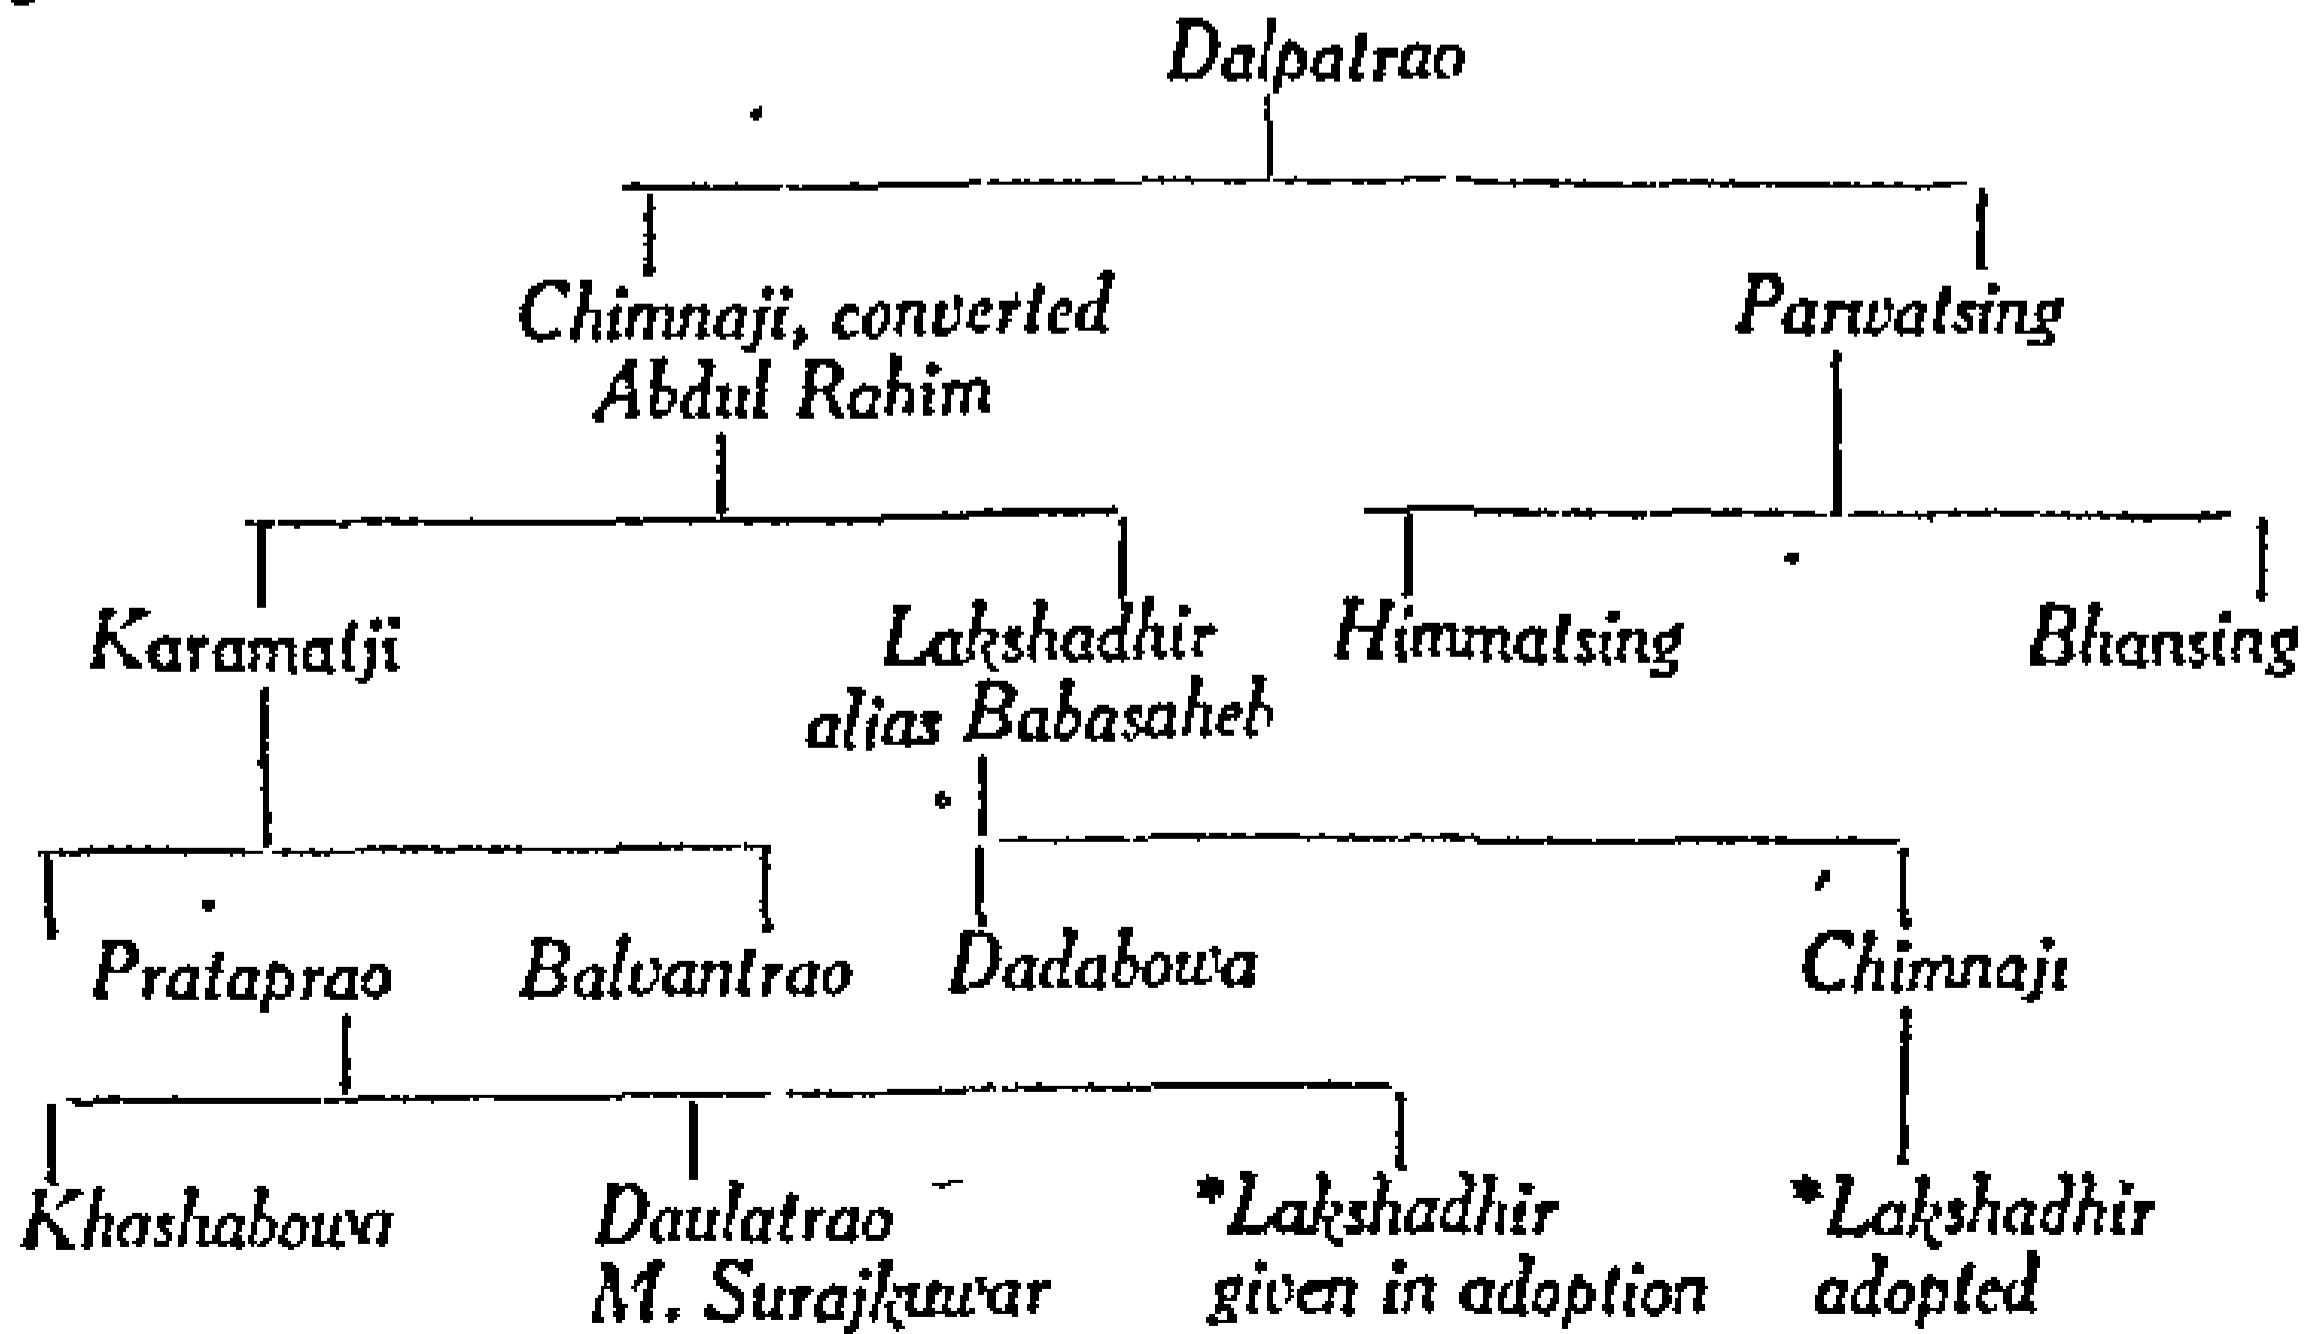 Dalpatrao
Chimnaji, converted
Abdul Rahim
Parwatsing
Karamatji
Lakshadhir
alias Babasaheb
Himmatsing
Bhansing
Prataprao
Balvantrao
Dadabowa
Chimnaji
Khashabowa
Daulatrao
M. Surajkuwar
*Lakshadhir
given in adoption
*Lakshadhir
adopted